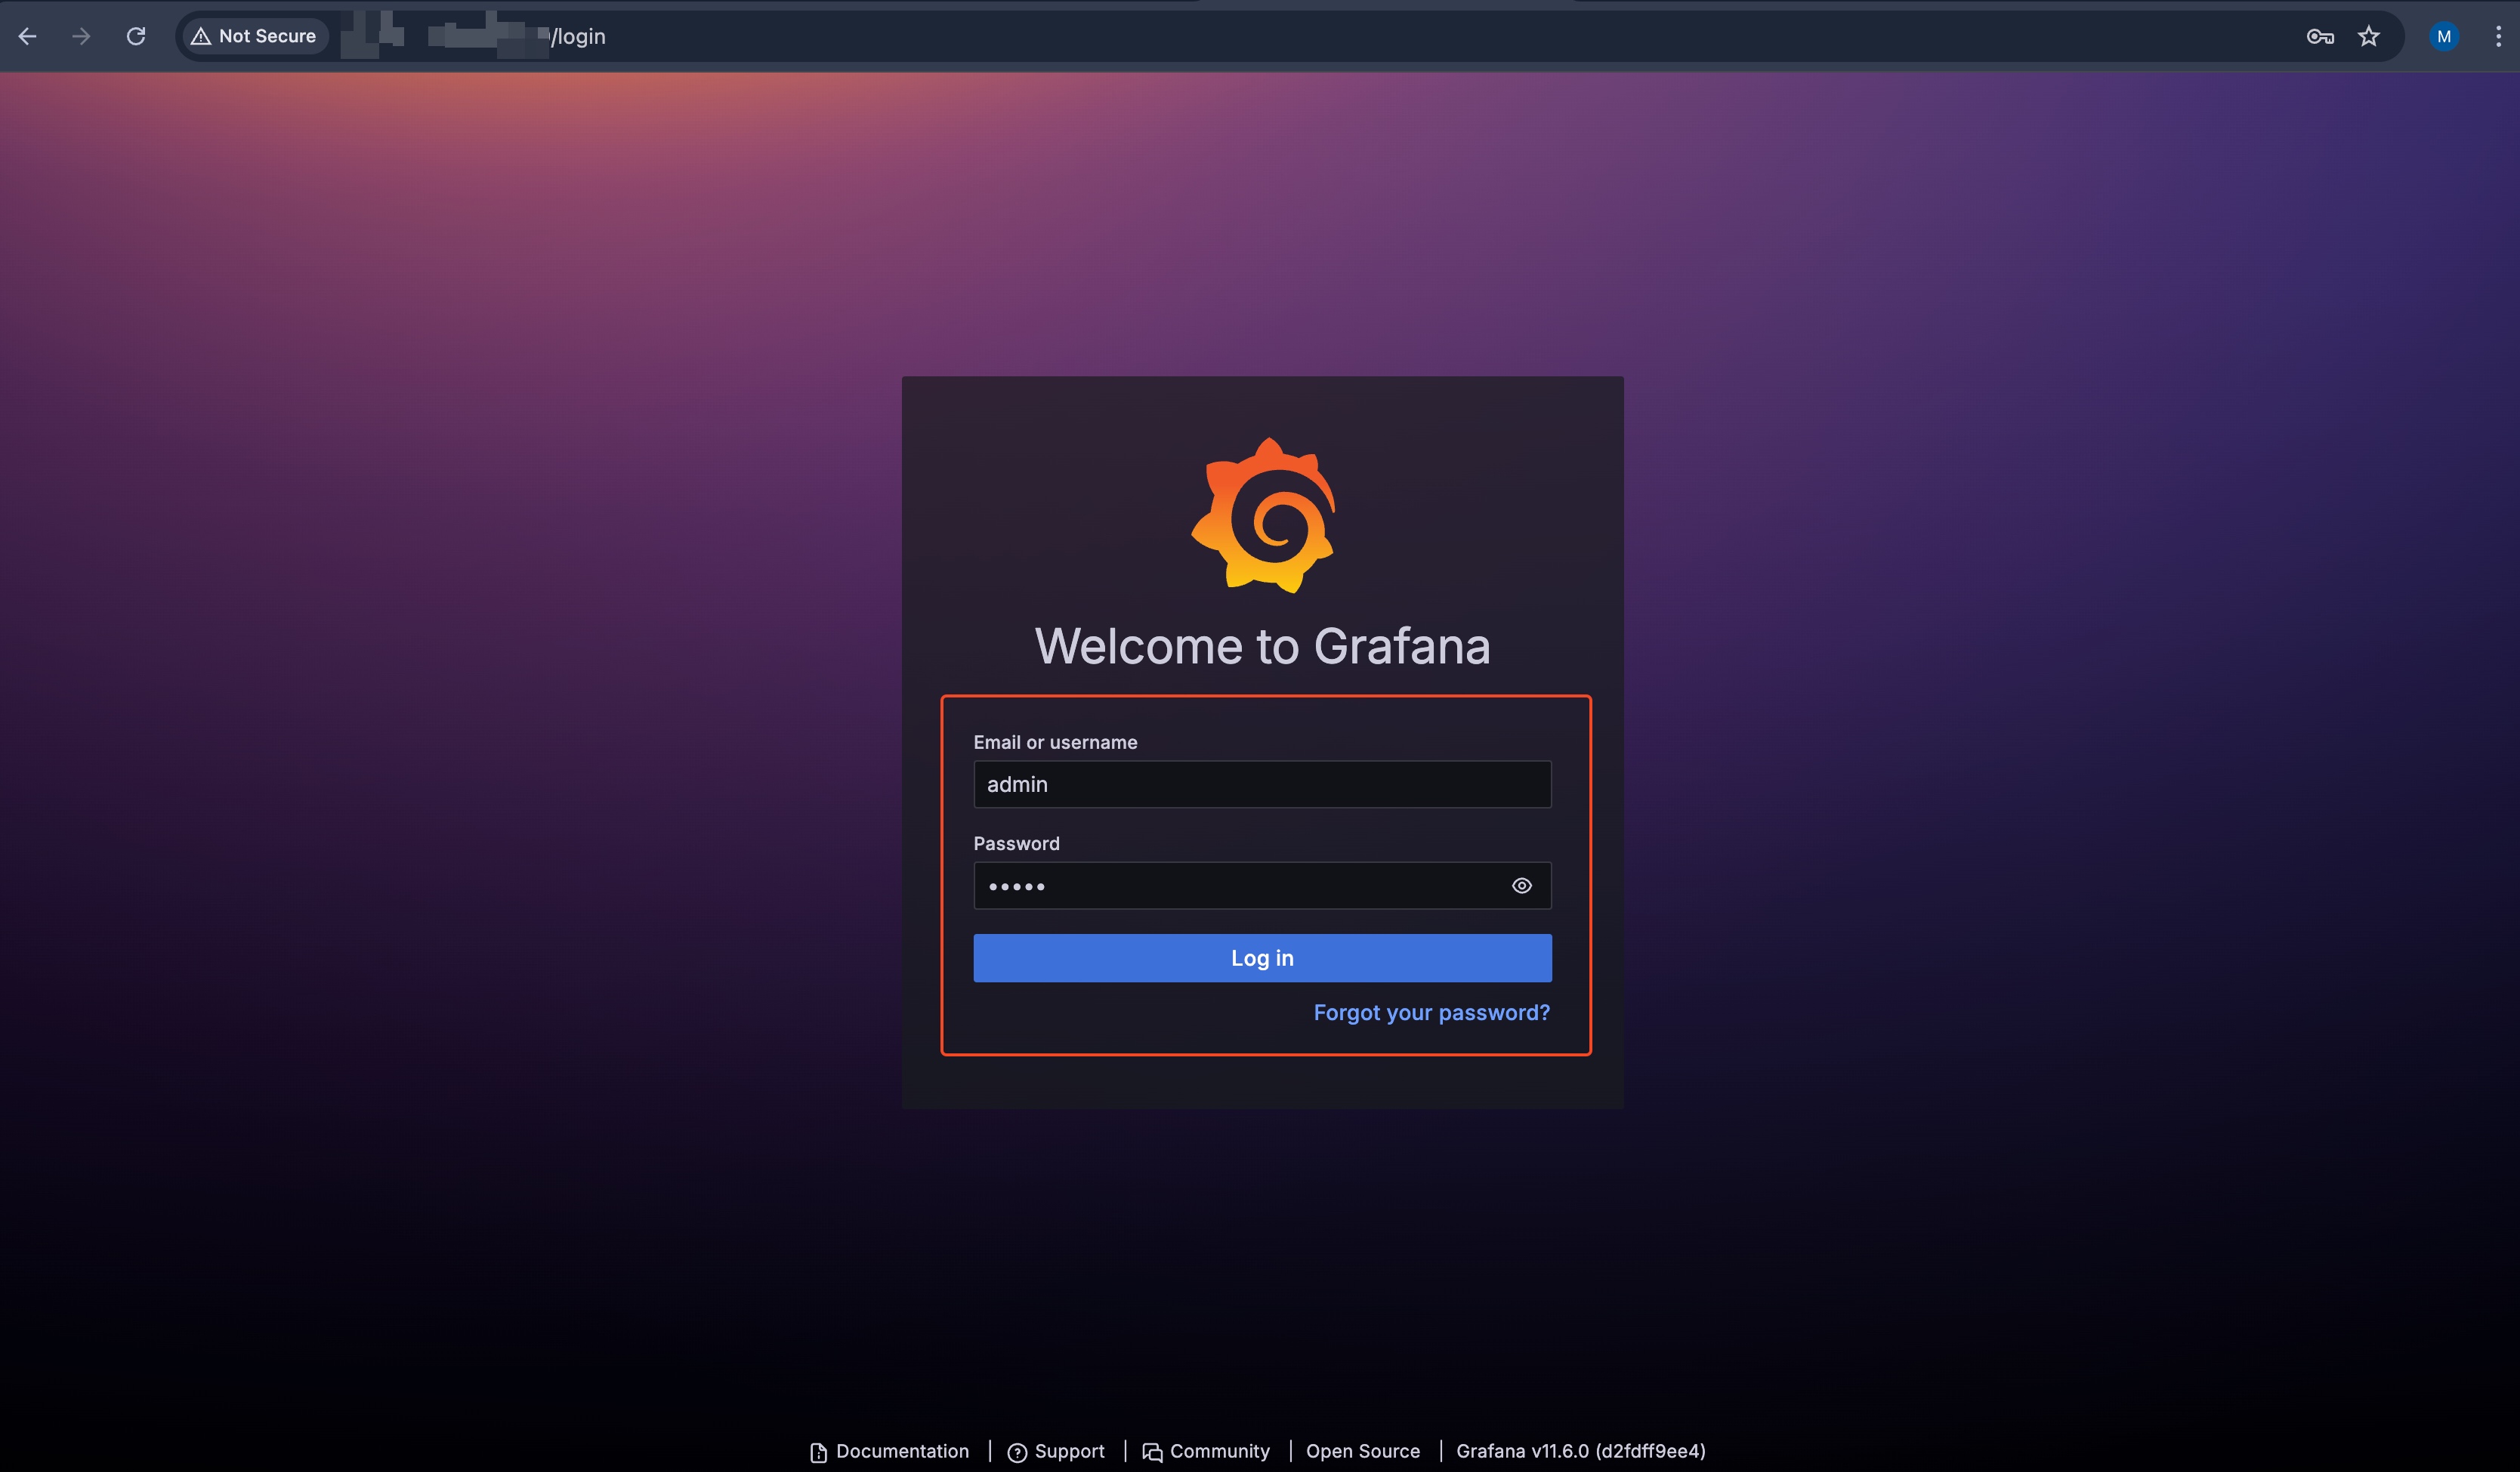 Not Secure /login M
Welcome to Grafana
Email or username
admin
Password
•••••
Log in
Forgot your password?
Documentation | Support | Community | Open Source | Grafana v11.6.0 (d2fdff9ee4)